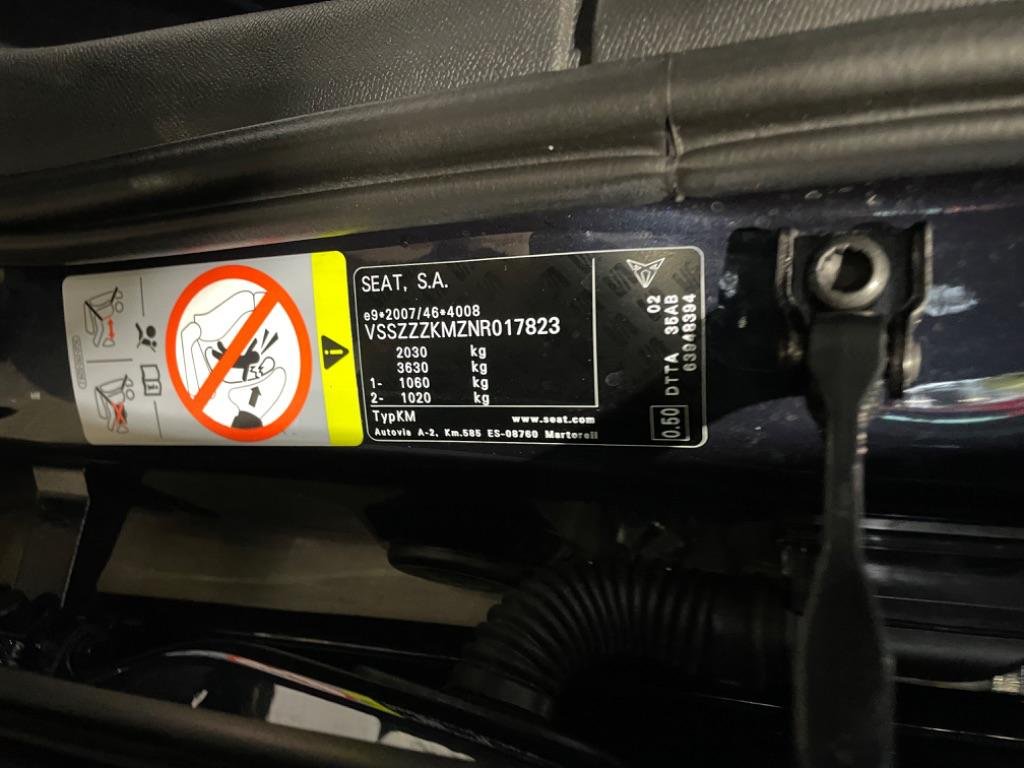 SEAT, S.A.
e9*2007/46*4008
VSSZZZKMZNR017823
2030 kg
3630 kg
1- 1060 kg
2- 1020 kg
TypKM www.seat.com
Autovia A-2, Km.585 ES-08760 Martorell
02
0.50 DTTA 36AB
63948394